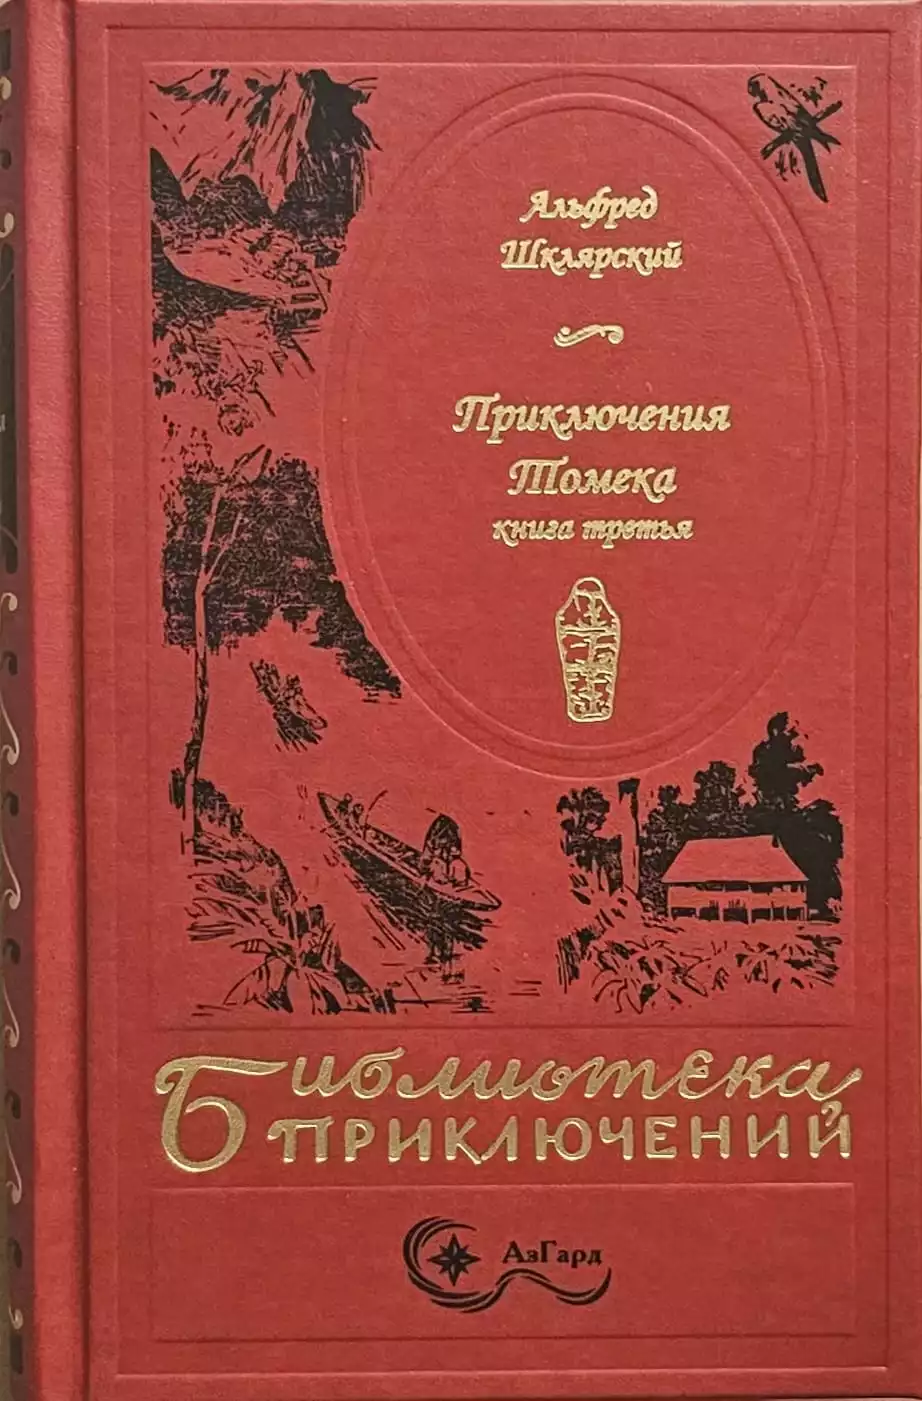 Альфред
Шклярский
Приключения
Томека
книга третья
Библиотека
ПРИКЛЮЧЕНИЙ
АзГард